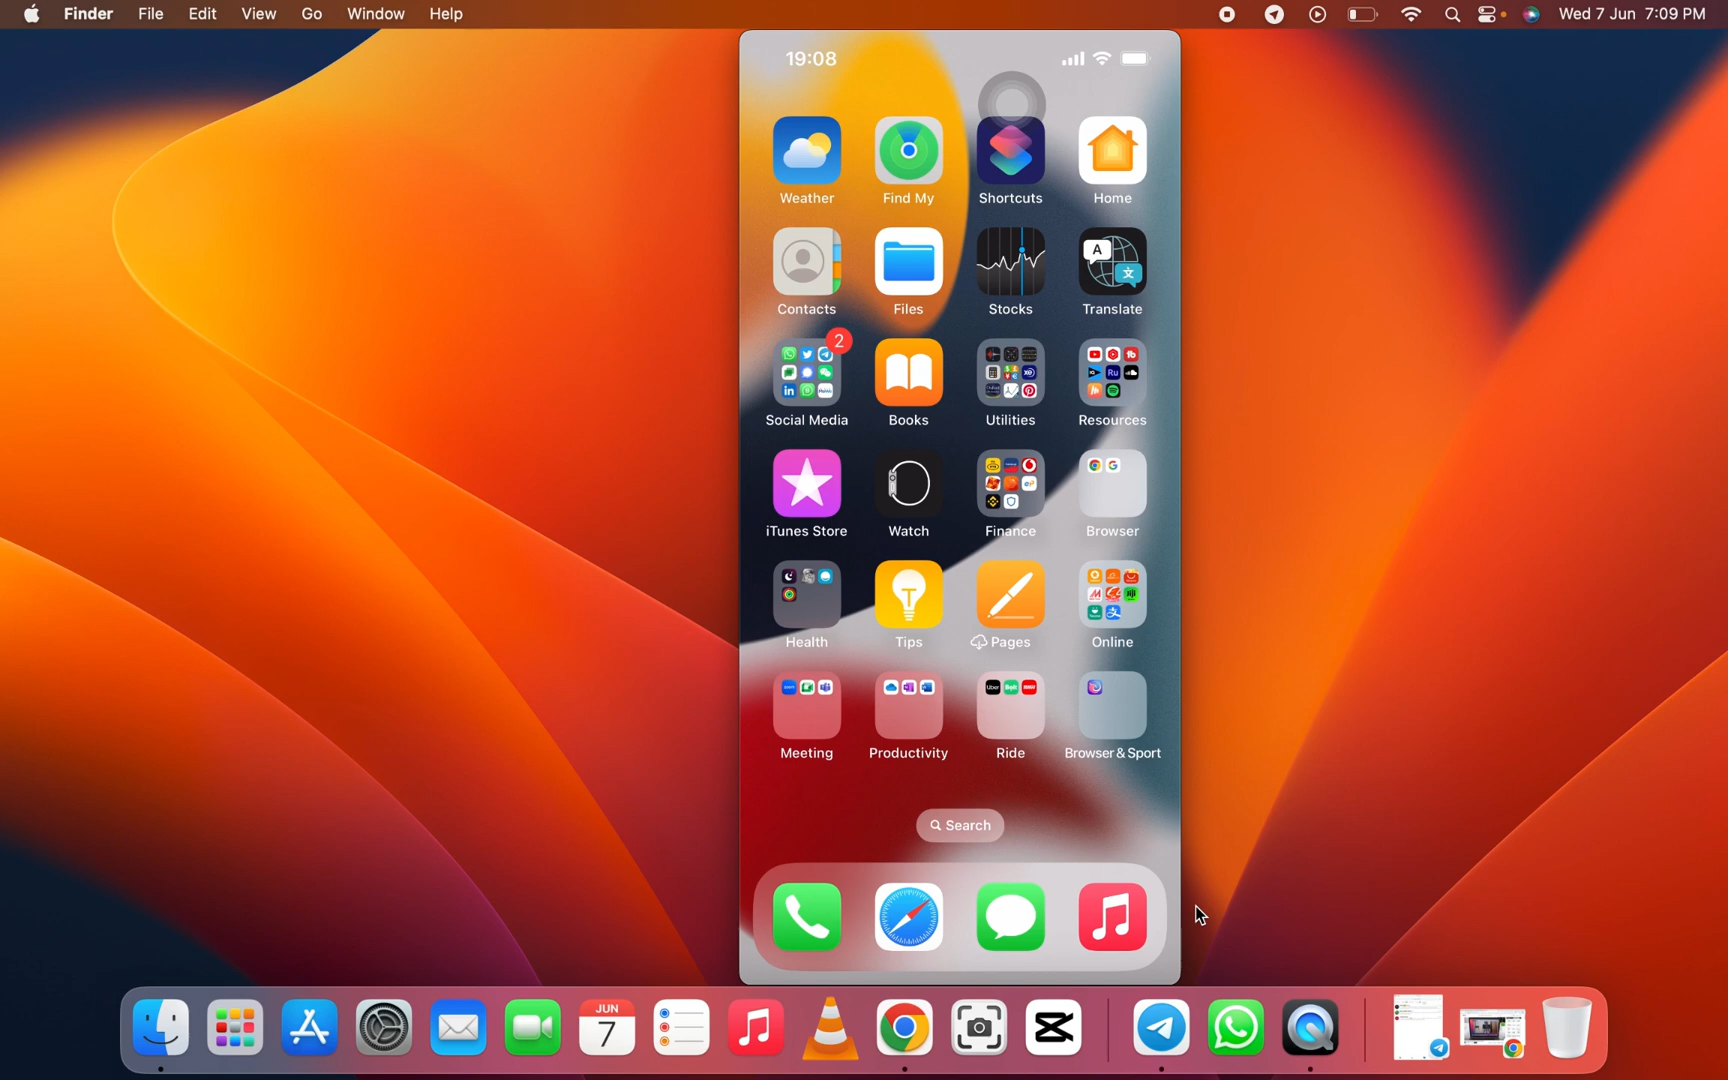 Finder File Edit View Go Window Help Wed 7 Jun 7:09 PM
19:08
Weather Find My Shortcuts Home
Contacts Files Stocks Translate
2
Social Media Books Utilities Resources
iTunes Store Watch Finance Browser
Health Tips Pages Online
Meeting Productivity Ride Browser & Sport
Search
JUN
7